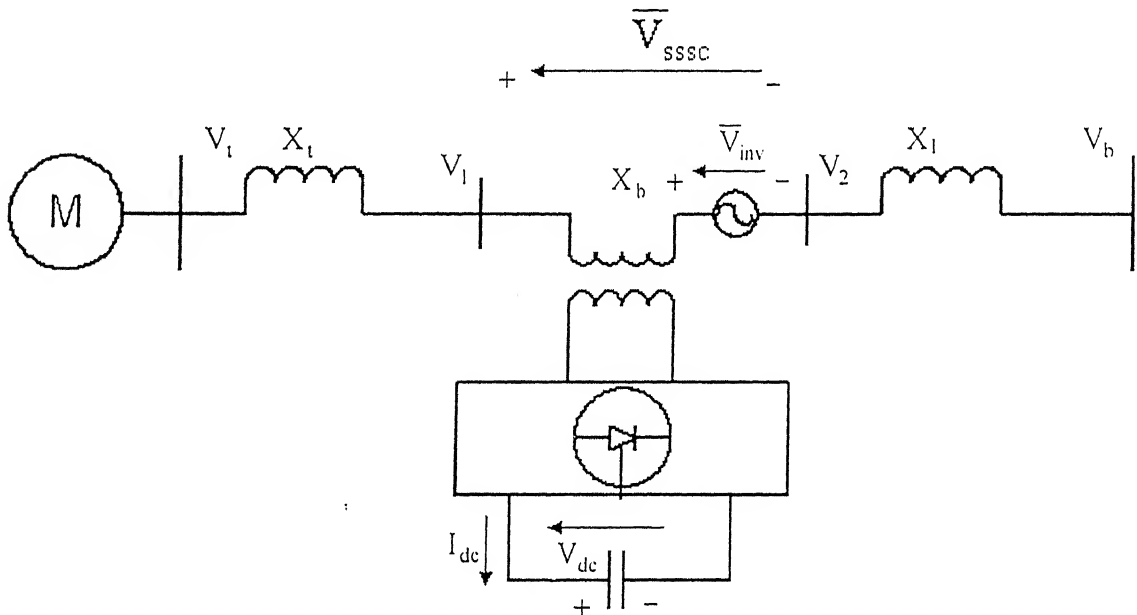 V̅sssc
+ −
Vt Xt V1 Xb + V̅inv − V2 Xl Vb
M
Idc Vdc
+ −